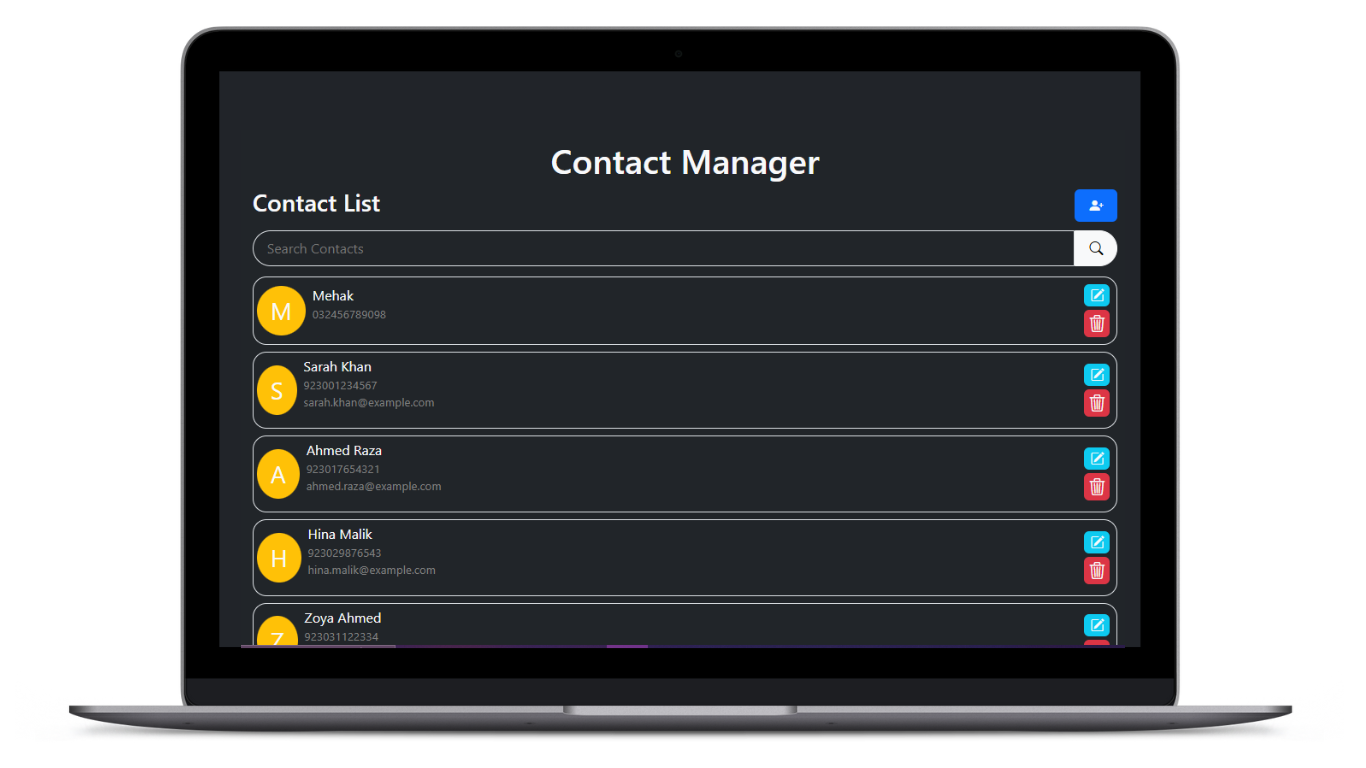 Contact Manager
Contact List
Search Contacts
M
Mehak
032456789098
S
Sarah Khan
923001234567
sarah.khan@example.com
A
Ahmed Raza
923017654321
ahmed.raza@example.com
H
Hina Malik
923029876543
hina.malik@example.com
Z
Zoya Ahmed
923031122334